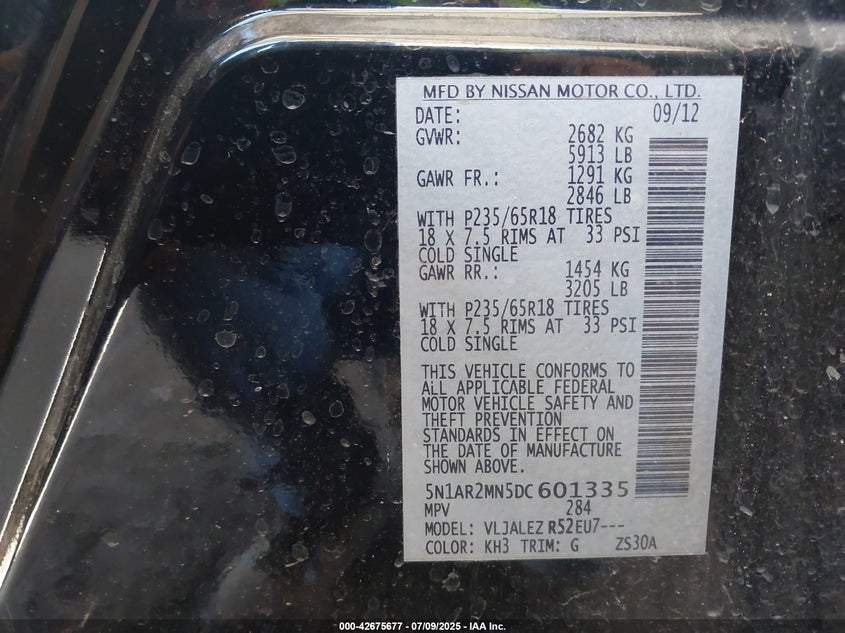 MFD BY NISSAN MOTOR CO., LTD.
DATE: 09/12
GVWR: 2682 KG
5913 LB
GAWR FR.: 1291 KG
2846 LB
WITH P235/65R18 TIRES
18 X 7.5 RIMS AT 33 PSI
COLD SINGLE
GAWR RR.: 1454 KG
3205 LB
WITH P235/65R18 TIRES
18 X 7.5 RIMS AT 33 PSI
COLD SINGLE
THIS VEHICLE CONFORMS TO
ALL APPLICABLE FEDERAL
MOTOR VEHICLE SAFETY AND
THEFT PREVENTION
STANDARDS IN EFFECT ON
THE DATE OF MANUFACTURE
SHOWN ABOVE.
5N1AR2MN5DC601335
MPV 284
MODEL: VLJALEZ R52EU7---
COLOR: KH3 TRIM: G ZS30A
000-42675677 - 07/09/2025 - IAA Inc.